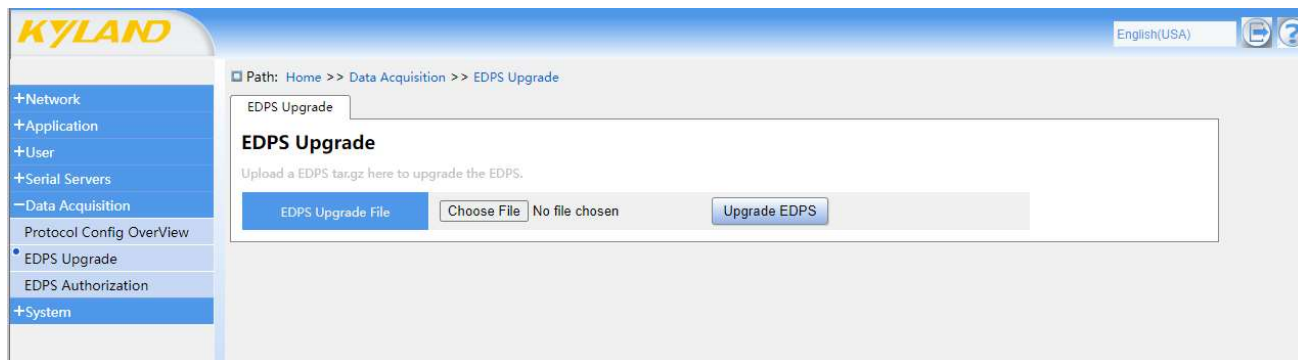 KYLAND
English(USA)
Path: Home >> Data Acquisition >> EDPS Upgrade
+Network
+Application
+User
+Serial Servers
−Data Acquisition
Protocol Config OverView
EDPS Upgrade
EDPS Authorization
+System
EDPS Upgrade
EDPS Upgrade
Upload a EDPS tar.gz here to upgrade the EDPS.
EDPS Upgrade File Choose File No file chosen Upgrade EDPS